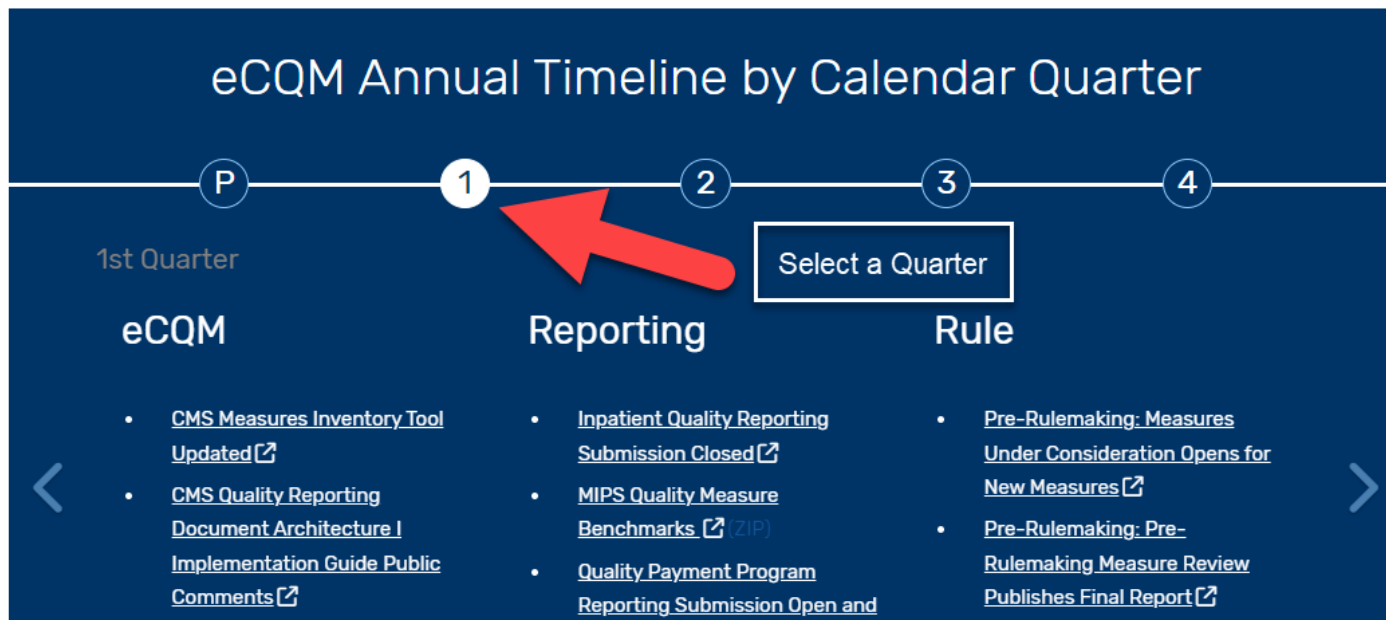 eCQM Annual Timeline by Calendar Quarter
P
1
2
3
4
1st Quarter
Select a Quarter
eCQM
• CMS Measures Inventory Tool
Updated
• CMS Quality Reporting
Document Architecture I
Implementation Guide Public
Comments
Reporting
• Inpatient Quality Reporting
Submission Closed
• MIPS Quality Measure
Benchmarks (ZIP)
• Quality Payment Program
Reporting Submission Open and
Rule
• Pre-Rulemaking: Measures
Under Consideration Opens for
New Measures
• Pre-Rulemaking: Pre-
Rulemaking Measure Review
Publishes Final Report